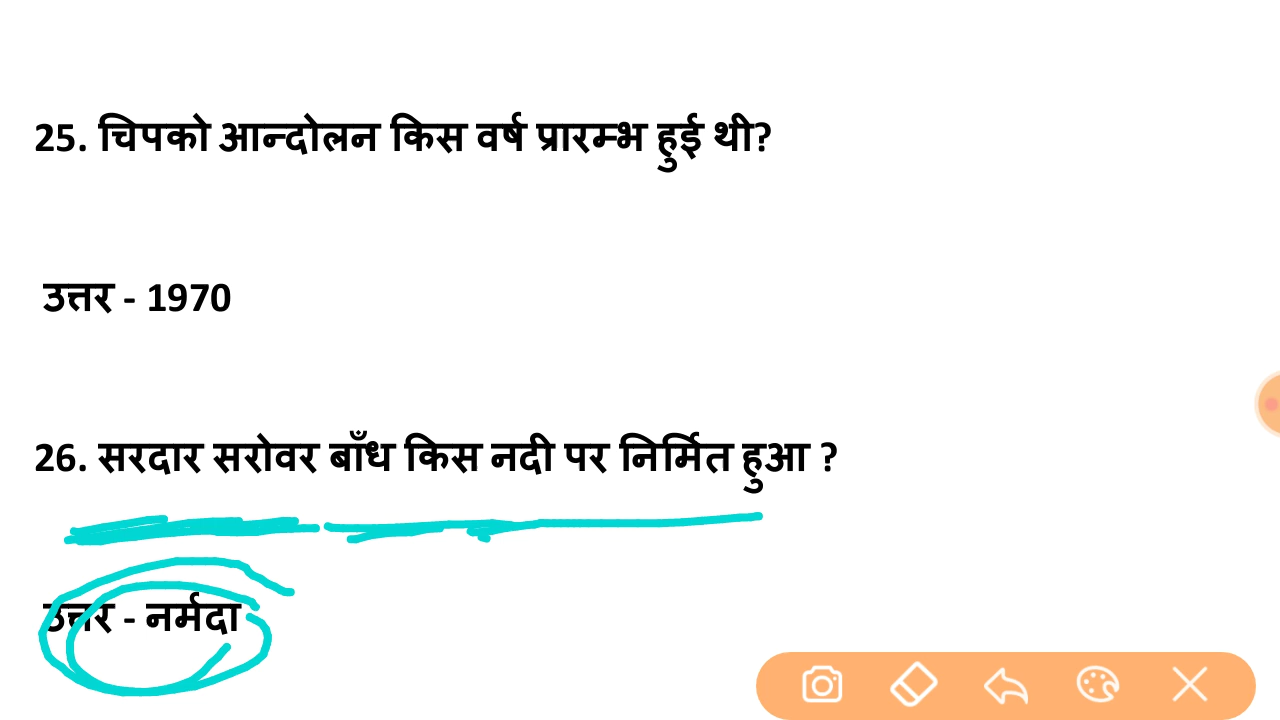 25. चिपको आन्दोलन किस वर्ष प्रारम्भ हुई थी?
उत्तर - 1970
26. सरदार सरोवर बाँध किस नदी पर निर्मित हुआ ?
उत्तर - नर्मदा